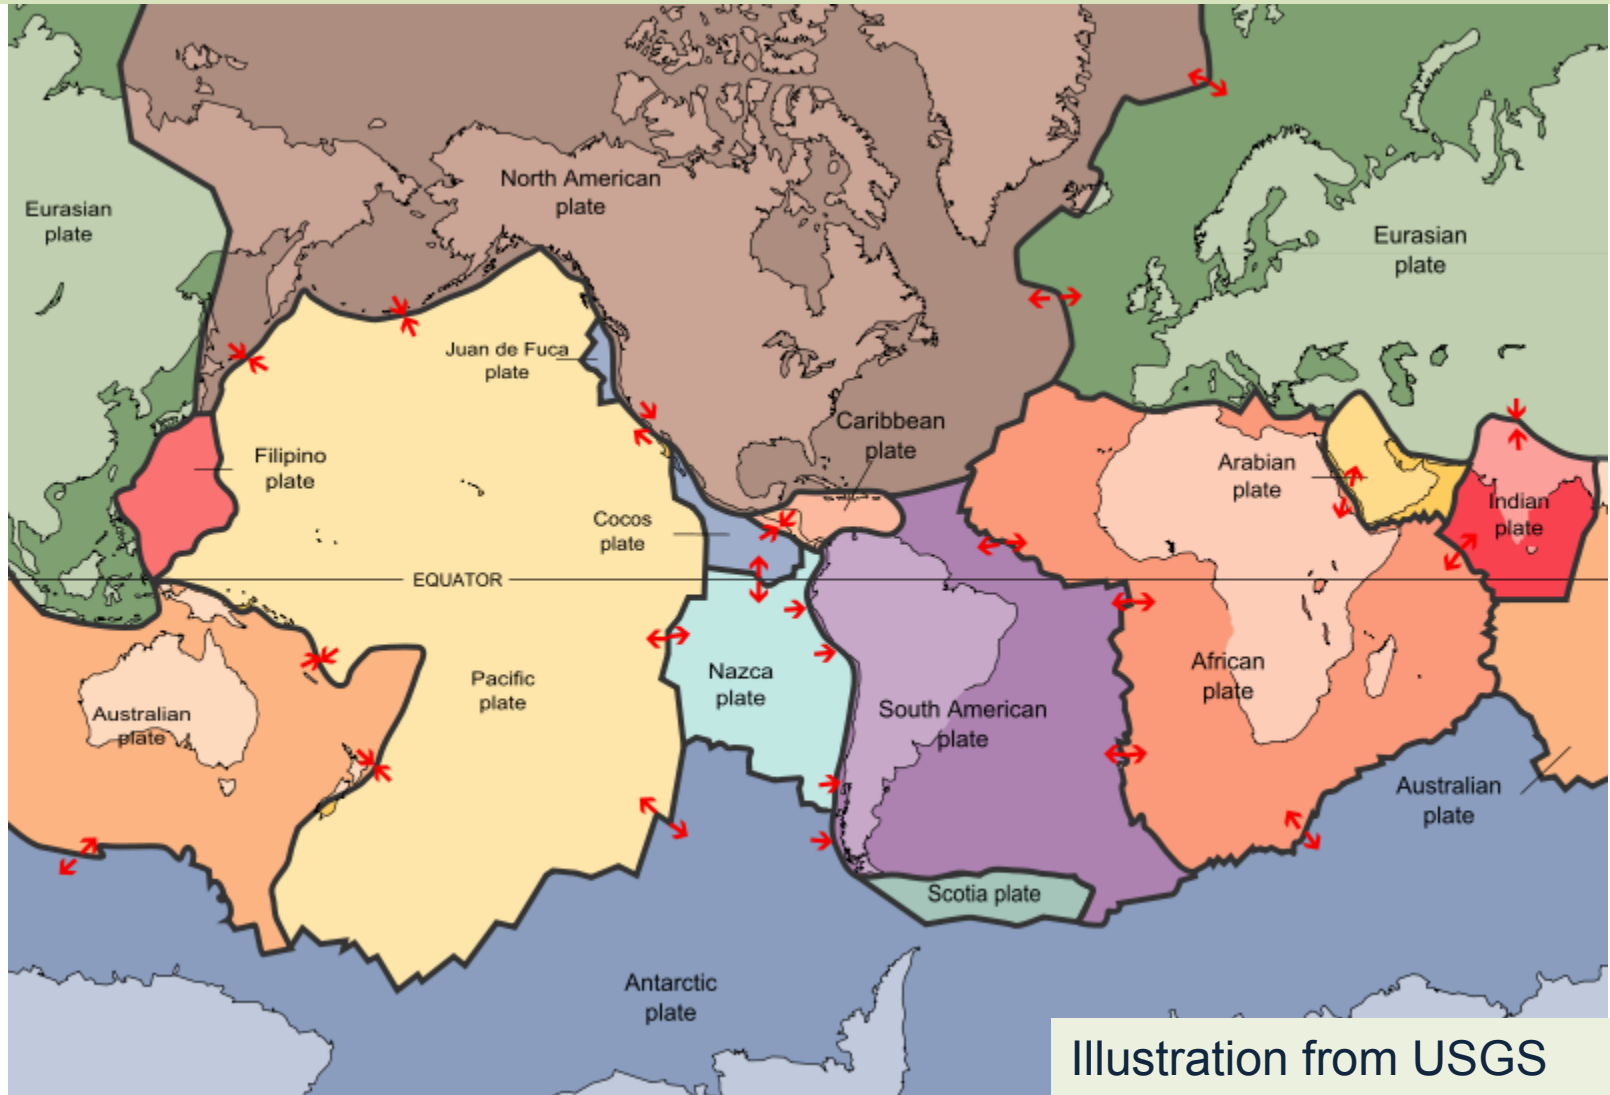 North American
plate
Eurasian
plate
Eurasian
plate
Juan de Fuca
plate
Caribbean
plate
Filipino
plate
Arabian
plate
Indian
plate
Cocos
plate
EQUATOR
Nazca
plate
African
plate
Pacific
plate
Australian
plate
South American
plate
Australian
plate
Scotia plate
Antarctic
plate
Illustration from USGS